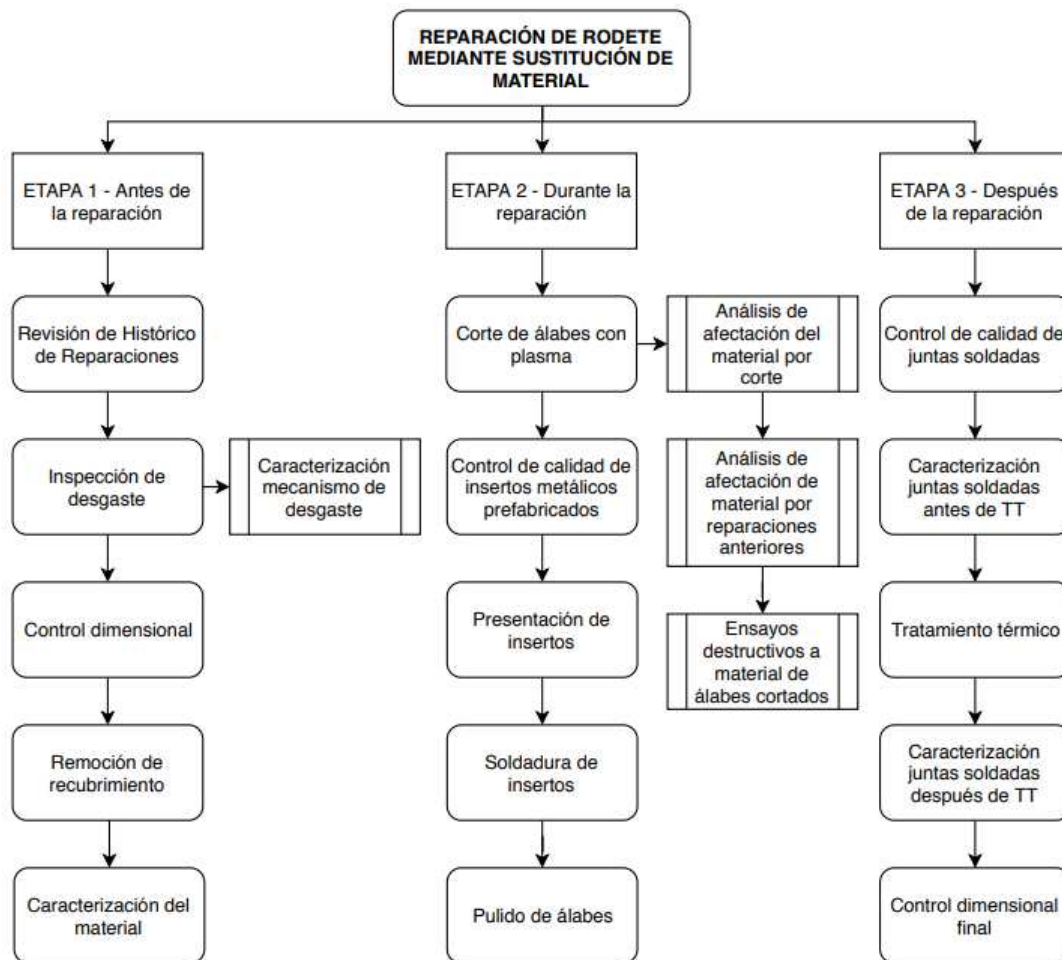 REPARACIÓN DE RODETE
MEDIANTE SUSTITUCIÓN DE
MATERIAL
ETAPA 1 - Antes de
la reparación
Revisión de Histórico
de Reparaciones
Inspección de
desgaste
Caracterización
mecanismo de
desgaste
Control dimensional
Remoción de
recubrimiento
Caracterización del
material
ETAPA 2 - Durante la
reparación
Corte de álabes con
plasma
Análisis de
afectación del
material por
corte
Control de calidad de
insertos metálicos
prefabricados
Análisis de
afectación de
material por
reparaciones
anteriores
Presentación de
insertos
Ensayos
destructivos a
material de
álabes cortados
Soldadura de
insertos
Pulido de álabes
ETAPA 3 - Después
de la reparación
Control de calidad de
juntas soldadas
Caracterización
juntas soldadas
antes de TT
Tratamiento térmico
Caracterización
juntas soldadas
después de TT
Control dimensional
final